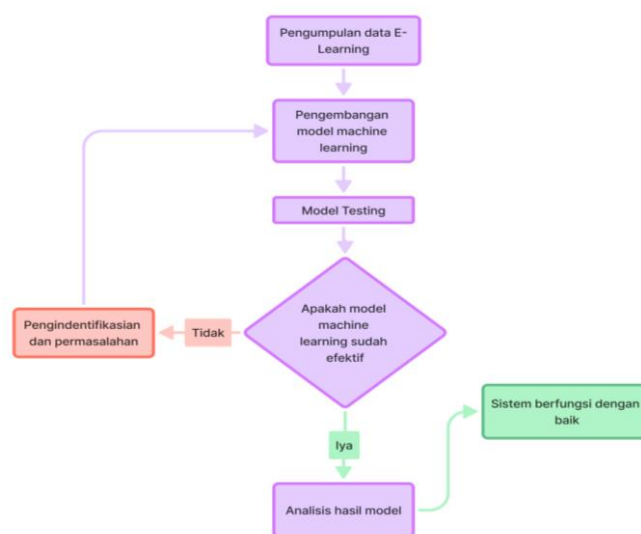 Pengumpulan data E-
Learning
Pengembangan
model machine
learning
Model Testing
Apakah model
machine
learning sudah
efektif
Tidak
Pengindentifikasian
dan permasalahan
Iya
Sistem berfungsi dengan
baik
Analisis hasil model